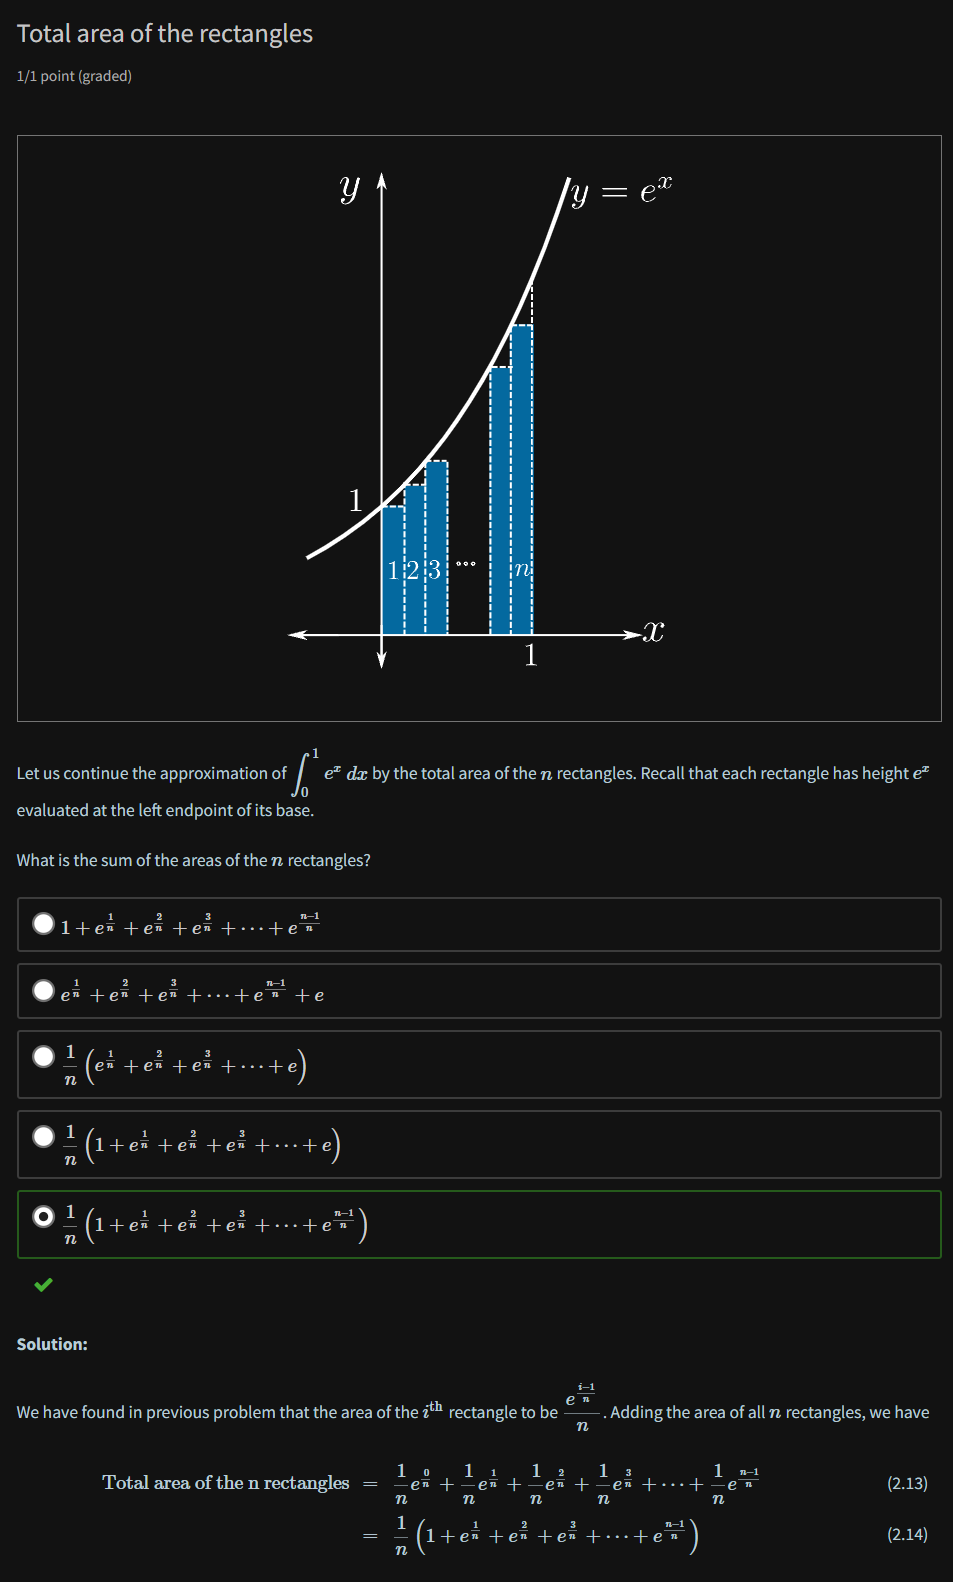 Total area of the rectangles
1/1 point (graded)
y
y = e^x
1
1 2 3 ··· n
x
1
Let us continue the approximation of ∫_0^1 e^x dx by the total area of the n rectangles. Recall that each rectangle has height e^x
evaluated at the left endpoint of its base.
What is the sum of the areas of the n rectangles?
1 + e^{1/n} + e^{2/n} + e^{3/n} + ··· + e^{(n−1)/n}
e^{1/n} + e^{2/n} + e^{3/n} + ··· + e^{(n−1)/n} + e
1/n (e^{1/n} + e^{2/n} + e^{3/n} + ··· + e)
1/n (1 + e^{1/n} + e^{2/n} + e^{3/n} + ··· + e)
1/n (1 + e^{1/n} + e^{2/n} + e^{3/n} + ··· + e^{(n−1)/n})
Solution:
We have found in previous problem that the area of the i^th rectangle to be e^{(i−1)/n}/n. Adding the area of all n rectangles, we have
Total area of the n rectangles = 1/n e^{0/n} + 1/n e^{1/n} + 1/n e^{2/n} + 1/n e^{3/n} + ··· + 1/n e^{(n−1)/n} (2.13)
= 1/n (1 + e^{1/n} + e^{2/n} + e^{3/n} + ··· + e^{(n−1)/n}) (2.14)